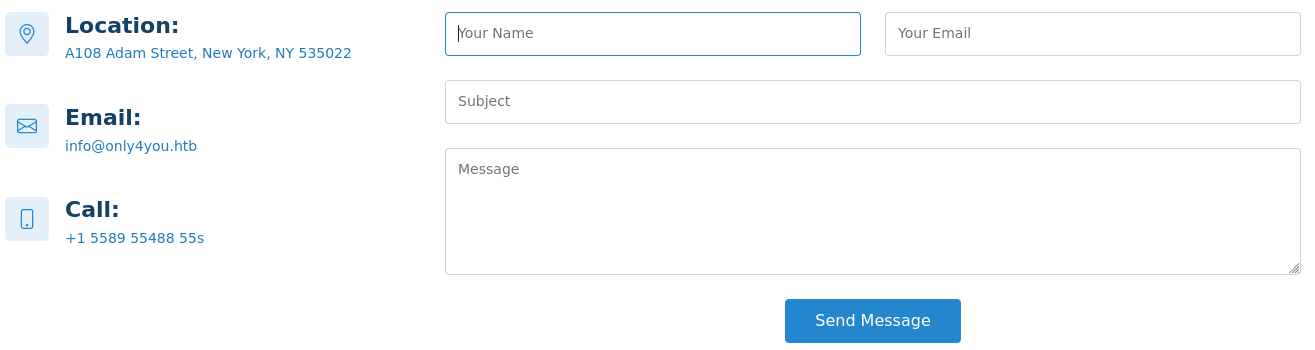 Location:
A108 Adam Street, New York, NY 535022
Email:
info@only4you.htb
Call:
+1 5589 55488 55s
Your Name
Your Email
Subject
Message
Send Message